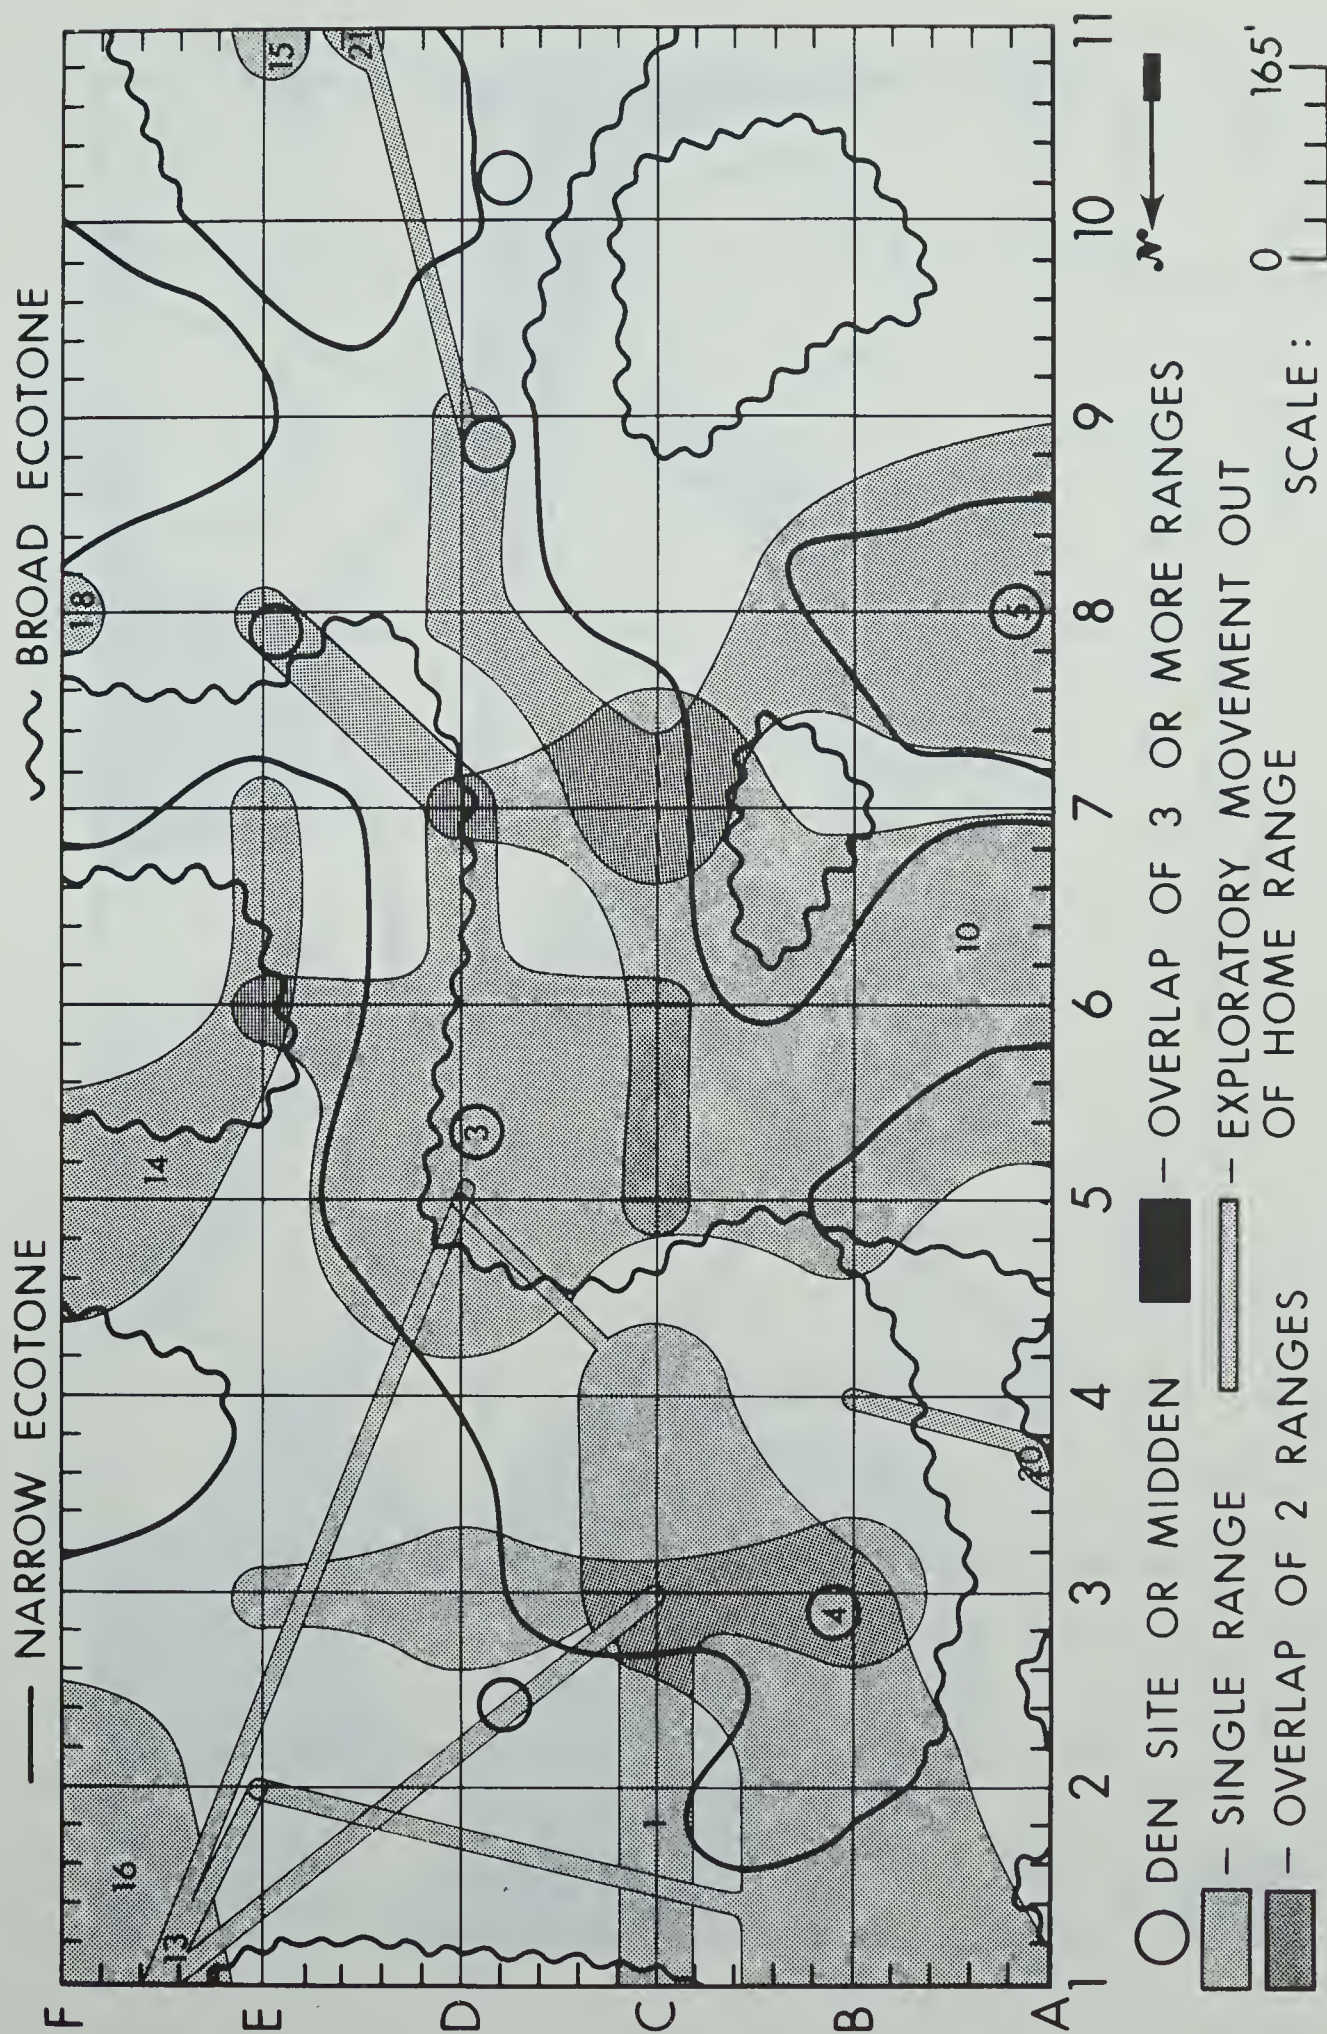 — NARROW ECOTONE
BROAD ECOTONE
F
E
D
C
B
A
1
2
3
4
5
6
7
8
9
10
11
16
13
14
18
15
21
3
4
20
10
5
I
DEN SITE OR MIDDEN
— SINGLE RANGE
— OVERLAP OF 2 RANGES
— OVERLAP OF 3 OR MORE RANGES
— EXPLORATORY MOVEMENT OUT
OF HOME RANGE
N
SCALE :
0 165'